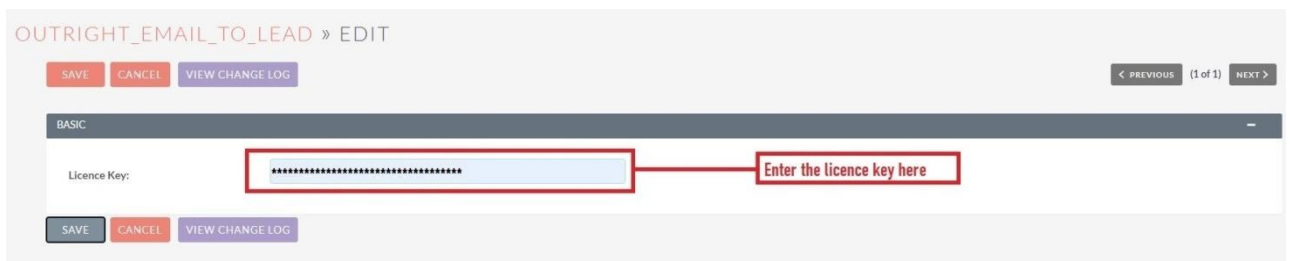 OUTRIGHT_EMAIL_TO_LEAD » EDIT
SAVE CANCEL VIEW CHANGE LOG < PREVIOUS (1 of 1) NEXT >
BASIC –
Licence Key: *********************************** Enter the licence key here
SAVE CANCEL VIEW CHANGE LOG